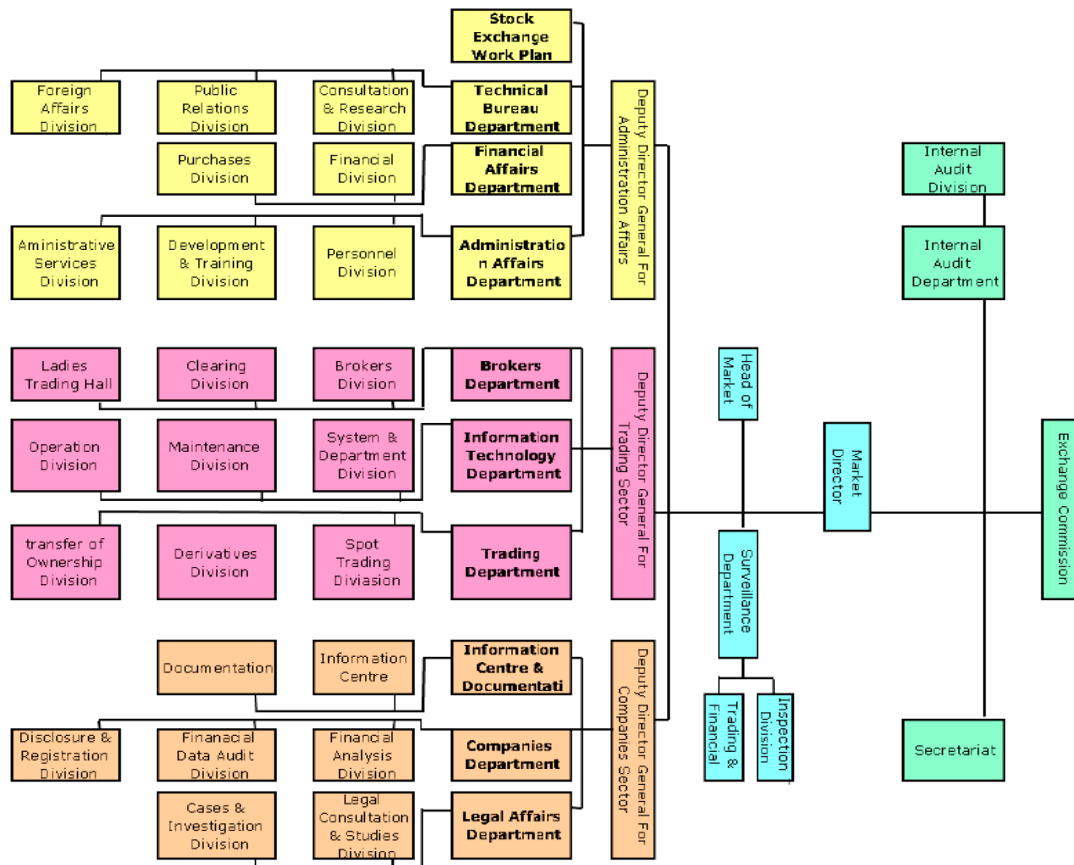 Stock
Exchange
Work Plan
Foreign
Affairs
Division
Public
Relations
Division
Consultation
& Research
Division
Technical
Bureau
Department
Purchases
Division
Financial
Division
Financial
Affairs
Department
Aministrative
Services
Division
Development
& Training
Division
Personnel
Division
Administratio
n Affairs
Department
Deputy Director General For
Administration Affairs
Internal
Audit
Division
Internal
Audit
Department
Ladies
Trading Hall
Clearing
Division
Brokers
Division
Brokers
Department
Operation
Division
Maintenance
Division
System &
Department
Division
Information
Technology
Department
transfer of
Ownership
Division
Derivatives
Division
Spot
Trading
Diviasion
Trading
Department
Deputy Director General For
Trading Sector
Head of
Market
Surveillance
Department
Trading &
Financial
Inspection
Division
Market
Director
Exchange Commission
Documentation
Information
Centre
Information
Centre &
Documentati
Disclosure &
Registration
Division
Finanacial
Data Audit
Division
Financial
Analysis
Division
Companies
Department
Cases &
Investigation
Division
Legal
Consultation
& Studies
Division
Legal Affairs
Department
Deputy Director General For
Companies Sector
Secretariat